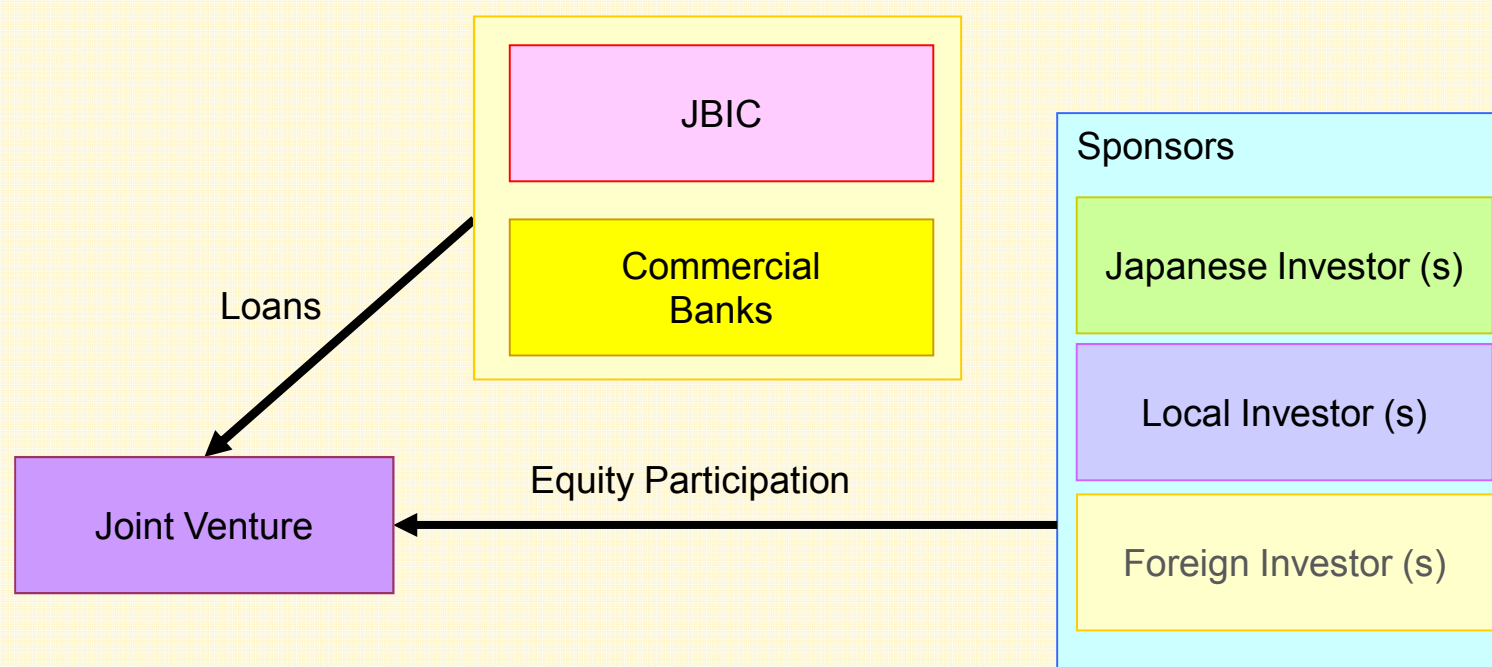 JBIC
Sponsors
Japanese Investor (s)
Commercial
Banks
Loans
Local Investor (s)
Equity Participation
Joint Venture
Foreign Investor (s)